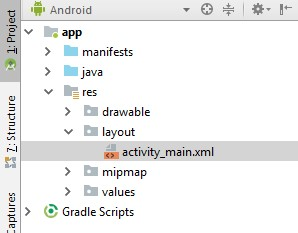 Android
1: Project
app
manifests
java
res
drawable
layout
activity_main.xml
mipmap
values
Gradle Scripts
7: Structure
Captures